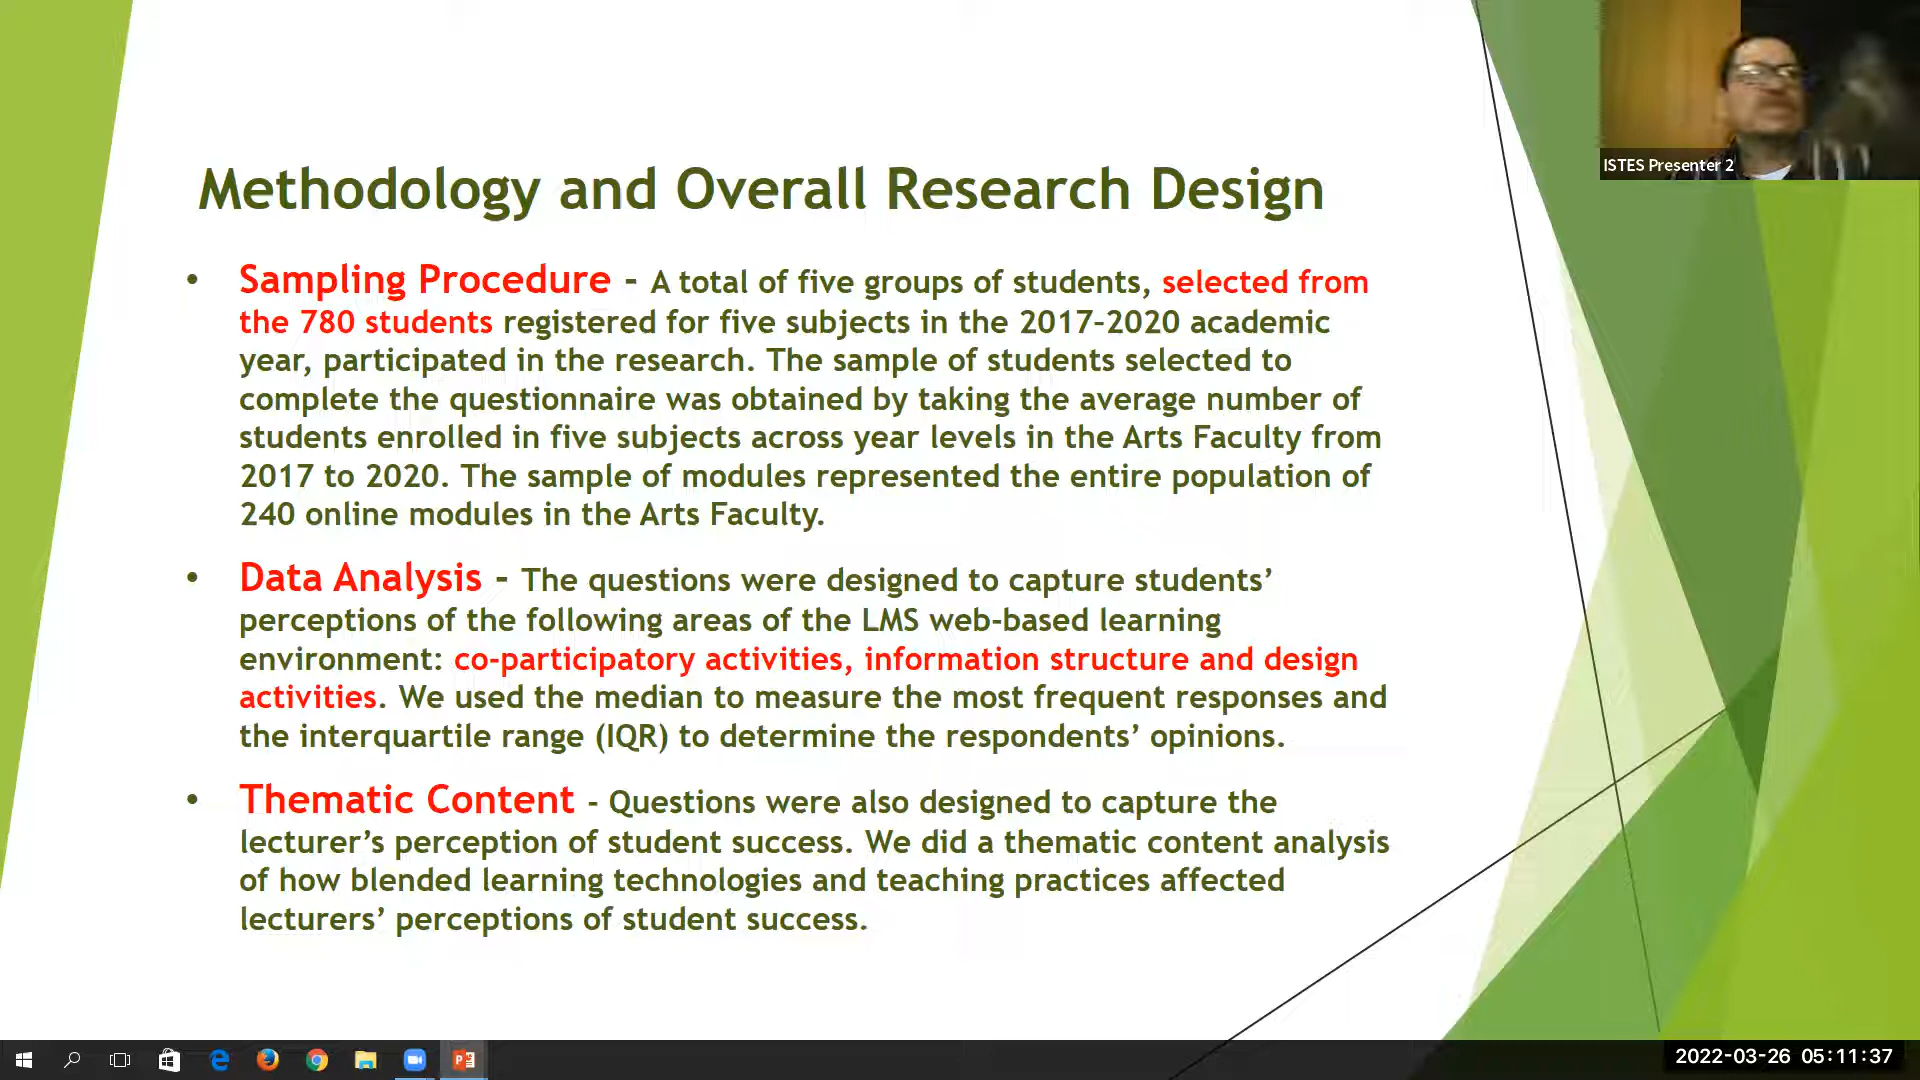 ISTES Presenter 2
Methodology and Overall Research Design
• Sampling Procedure - A total of five groups of students, selected from
the 780 students registered for five subjects in the 2017–2020 academic
year, participated in the research. The sample of students selected to
complete the questionnaire was obtained by taking the average number of
students enrolled in five subjects across year levels in the Arts Faculty from
2017 to 2020. The sample of modules represented the entire population of
240 online modules in the Arts Faculty.
• Data Analysis - The questions were designed to capture students’
perceptions of the following areas of the LMS web-based learning
environment: co-participatory activities, information structure and design
activities. We used the median to measure the most frequent responses and
the interquartile range (IQR) to determine the respondents’ opinions.
• Thematic Content - Questions were also designed to capture the
lecturer’s perception of student success. We did a thematic content analysis
of how blended learning technologies and teaching practices affected
lecturers’ perceptions of student success.
2022-03-26 05:11:37